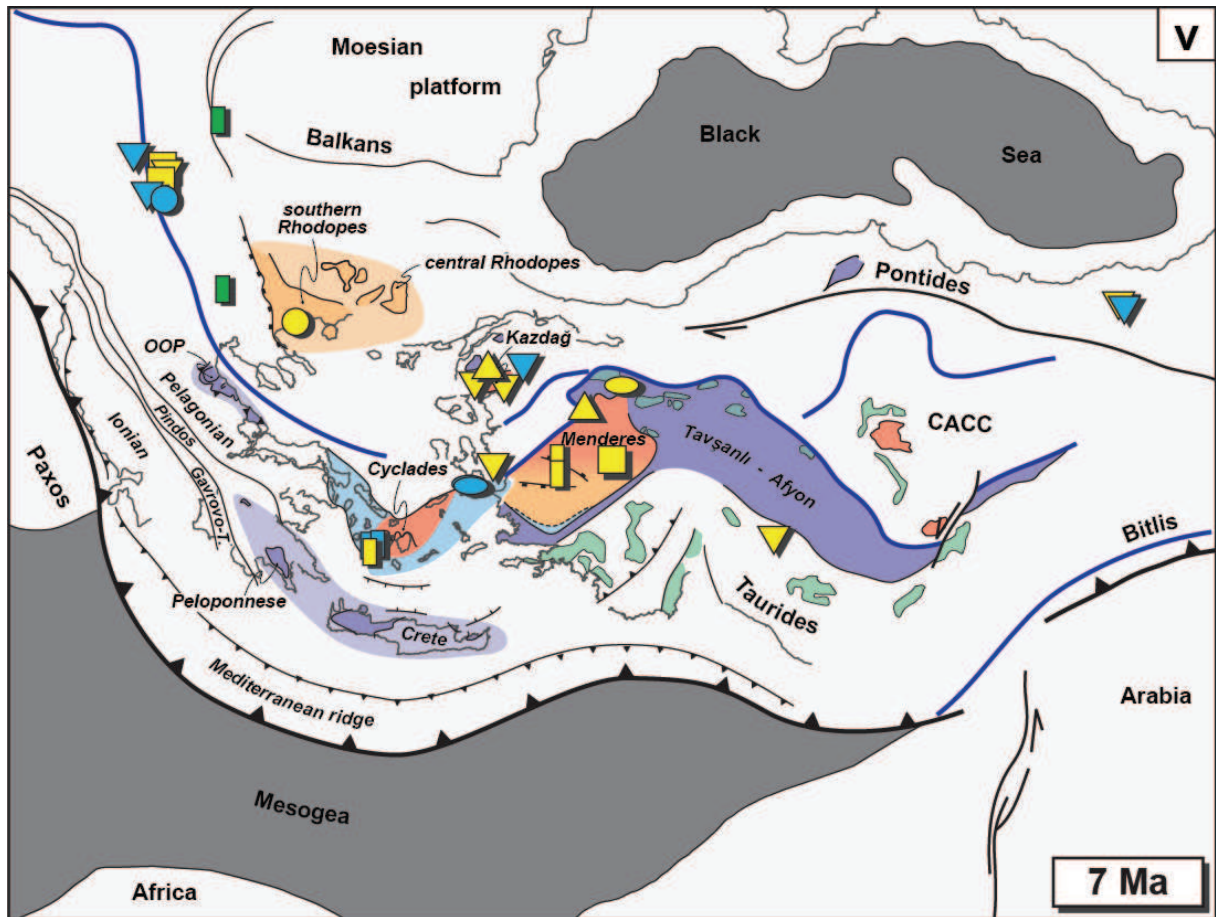 V
Moesian
platform
Black
Sea
Balkans
southern
Rhodopes
central Rhodopes
Pontides
Kazdağ
OOP
Pelagonian
Pindos
Ionian
Gavrovo-T.
Paxos
Cyclades
Menderes
Tavşanlı - Afyon
CACC
Bitlis
Peloponnese
Crete
Taurides
Mediterranean ridge
Arabia
Mesogea
Africa
7 Ma